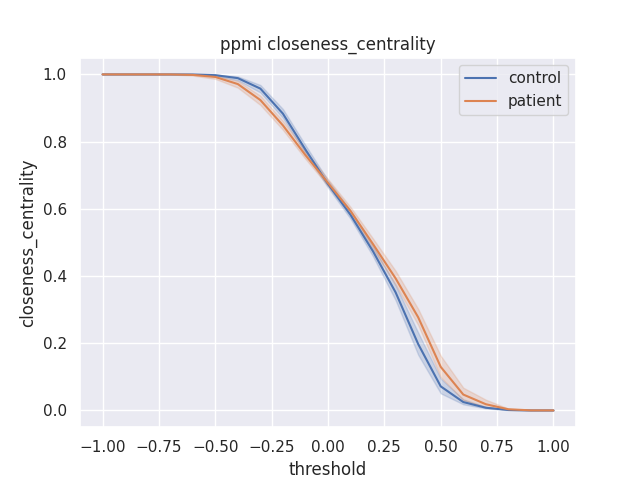 ppmi closeness_centrality
control
patient
closeness_centrality
1.0
0.8
0.6
0.4
0.2
0.0
−1.00 −0.75 −0.50 −0.25 0.00 0.25 0.50 0.75 1.00
threshold